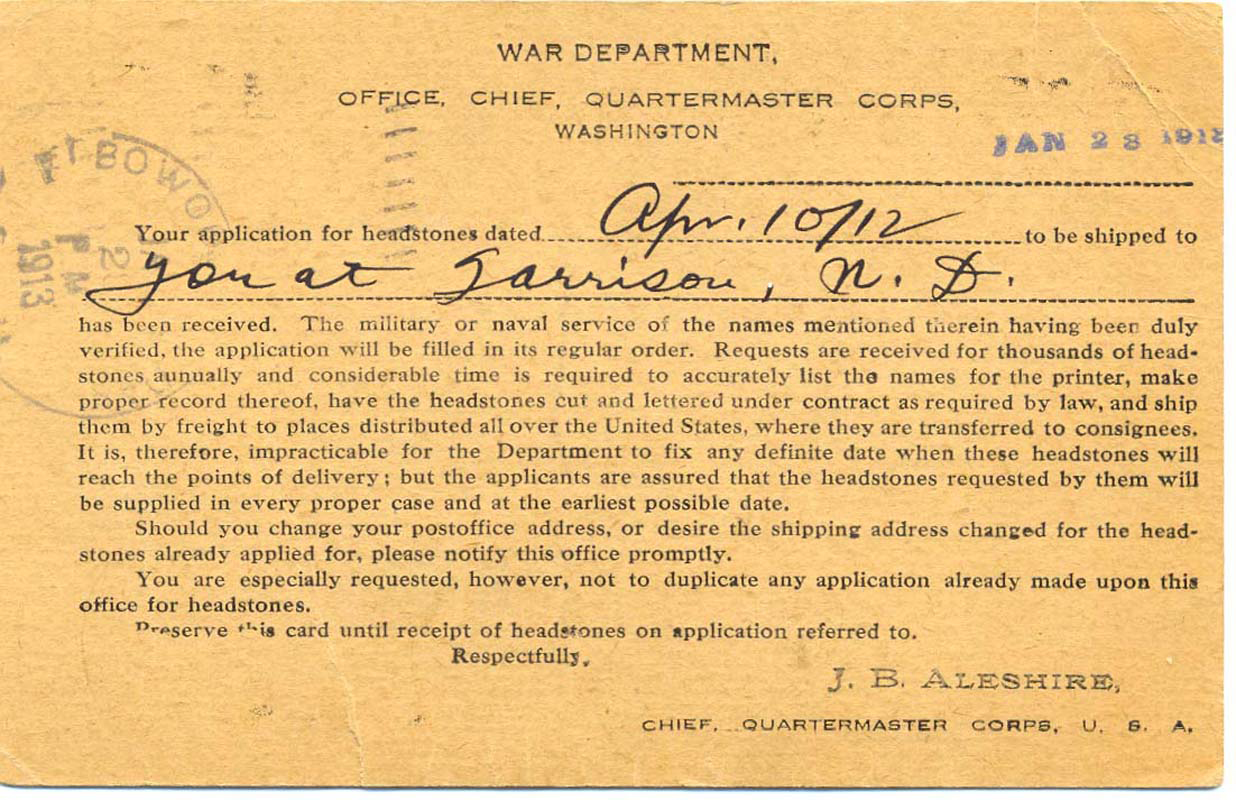 WAR DEPARTMENT,
OFFICE, CHIEF, QUARTERMASTER CORPS,
WASHINGTON
JAN 28 191
ELBOWO
2
P M
1913
Your application for headstones dated Apr. 10/12 to be shipped to
you at Garrison, N. D.
has been received. The military or naval service of the names mentioned therein having been duly
verified, the application will be filled in its regular order. Requests are received for thousands of head-
stones aunually and considerable time is required to accurately list the names for the printer, make
proper record thereof, have the headstones cut and lettered under contract as required by law, and ship
them by freight to places distributed all over the United States, where they are transferred to consignees.
It is, therefore, impracticable for the Department to fix any definite date when these headstones will
reach the points of delivery; but the applicants are assured that the headstones requested by them will
be supplied in every proper case and at the earliest possible date.
Should you change your postoffice address, or desire the shipping address changed for the head-
stones already applied for, please notify this office promptly.
You are especially requested, however, not to duplicate any application already made upon this
office for headstones.
Preserve this card until receipt of headstones on application referred to.
Respectfully,
J. B. ALESHIRE,
CHIEF, QUARTERMASTER CORPS, U. S. A.